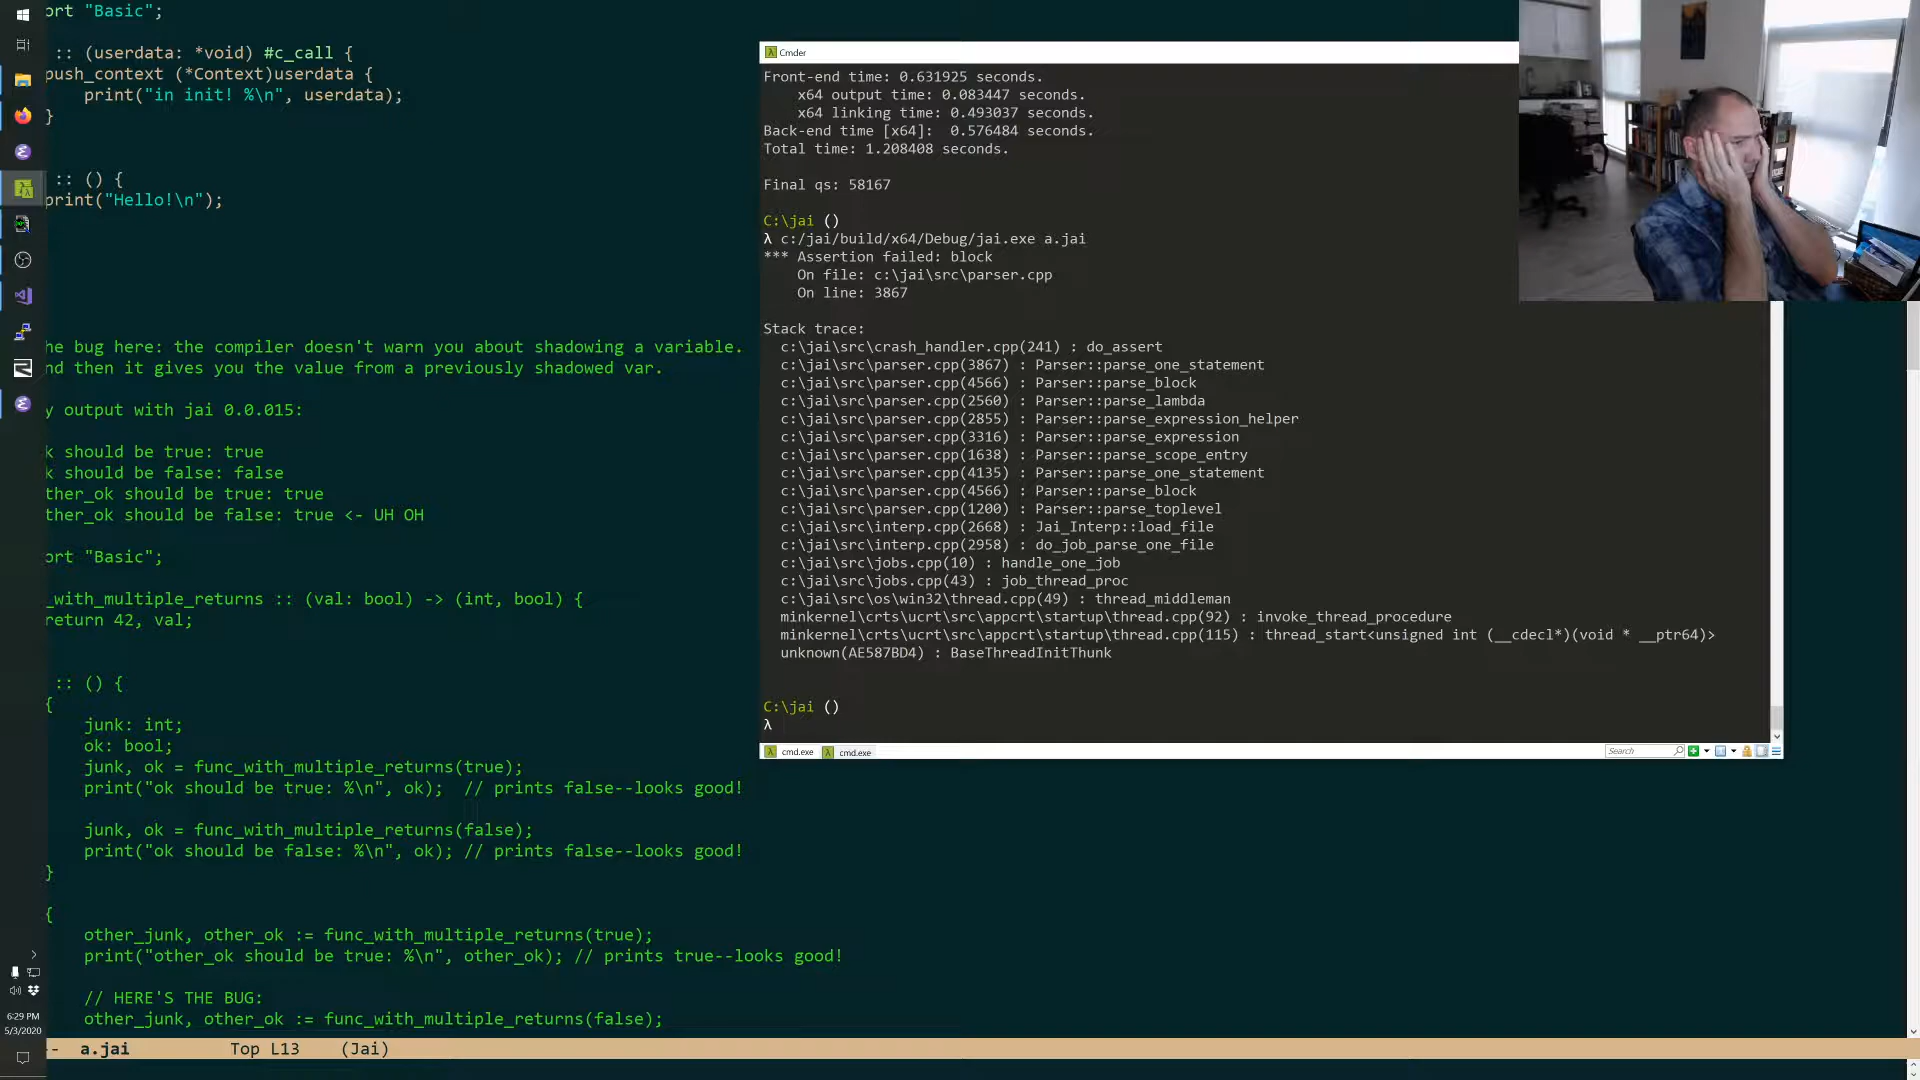 ort "Basic";
:: (userdata: *void) #c_call {
push_context (*Context)userdata {
print("in init! %\n", userdata);
}
:: () {
print("Hello!\n");
he bug here: the compiler doesn't warn you about shadowing a variable.
nd then it gives you the value from a previously shadowed var.
y output with jai 0.0.015:
k should be true: true
k should be false: false
ther_ok should be true: true
ther_ok should be false: true <- UH OH
ort "Basic";
_with_multiple_returns :: (val: bool) -> (int, bool) {
return 42, val;
:: () {
{
junk: int;
ok: bool;
junk, ok = func_with_multiple_returns(true);
print("ok should be true: %\n", ok);  // prints false--looks good!
junk, ok = func_with_multiple_returns(false);
print("ok should be false: %\n", ok); // prints false--looks good!
}
{
other_junk, other_ok := func_with_multiple_returns(true);
print("other_ok should be true: %\n", other_ok); // prints true--looks good!
// HERE'S THE BUG:
other_junk, other_ok := func_with_multiple_returns(false);
-- a.jai Top L13 (Jai)
Cmder
Front-end time: 0.631925 seconds.
x64 output time: 0.083447 seconds.
x64 linking time: 0.493037 seconds.
Back-end time [x64]:  0.576484 seconds.
Total time: 1.208408 seconds.
Final qs: 58167
C:\jai ()
λ c:/jai/build/x64/Debug/jai.exe a.jai
*** Assertion failed: block
On file: c:\jai\src\parser.cpp
On line: 3867
Stack trace:
c:\jai\src\crash_handler.cpp(241) : do_assert
c:\jai\src\parser.cpp(3867) : Parser::parse_one_statement
c:\jai\src\parser.cpp(4566) : Parser::parse_block
c:\jai\src\parser.cpp(2560) : Parser::parse_lambda
c:\jai\src\parser.cpp(2855) : Parser::parse_expression_helper
c:\jai\src\parser.cpp(3316) : Parser::parse_expression
c:\jai\src\parser.cpp(1638) : Parser::parse_scope_entry
c:\jai\src\parser.cpp(4135) : Parser::parse_one_statement
c:\jai\src\parser.cpp(4566) : Parser::parse_block
c:\jai\src\parser.cpp(1200) : Parser::parse_toplevel
c:\jai\src\interp.cpp(2668) : Jai_Interp::load_file
c:\jai\src\interp.cpp(2958) : do_job_parse_one_file
c:\jai\src\jobs.cpp(10) : handle_one_job
c:\jai\src\jobs.cpp(43) : job_thread_proc
c:\jai\src\os\win32\thread.cpp(49) : thread_middleman
minkernel\crts\ucrt\src\appcrt\startup\thread.cpp(92) : invoke_thread_procedure
minkernel\crts\ucrt\src\appcrt\startup\thread.cpp(115) : thread_start<unsigned int (__cdecl*)(void * __ptr64)>
unknown(AE587BD4) : BaseThreadInitThunk
C:\jai ()
λ
cmd.exe cmd.exe Search
6:29 PM
5/3/2020